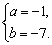 {a = −1,
b = −7.